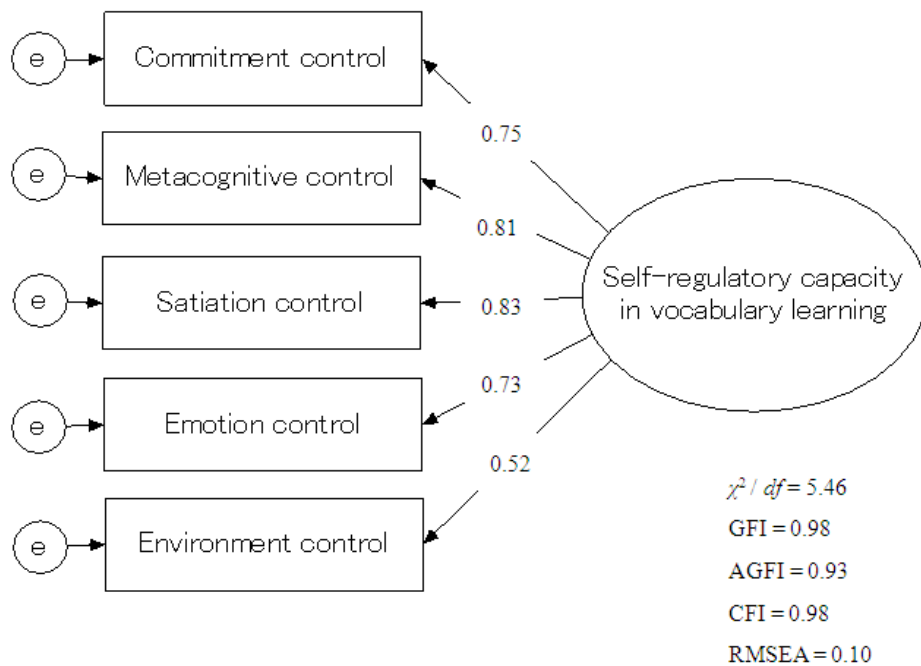 e
Commitment control
0.75
e
Metacognitive control
0.81
e
Satiation control
0.83
e
Emotion control
0.73
e
Environment control
0.52
Self-regulatory capacity
in vocabulary learning
χ² / df = 5.46
GFI = 0.98
AGFI = 0.93
CFI = 0.98
RMSEA = 0.10